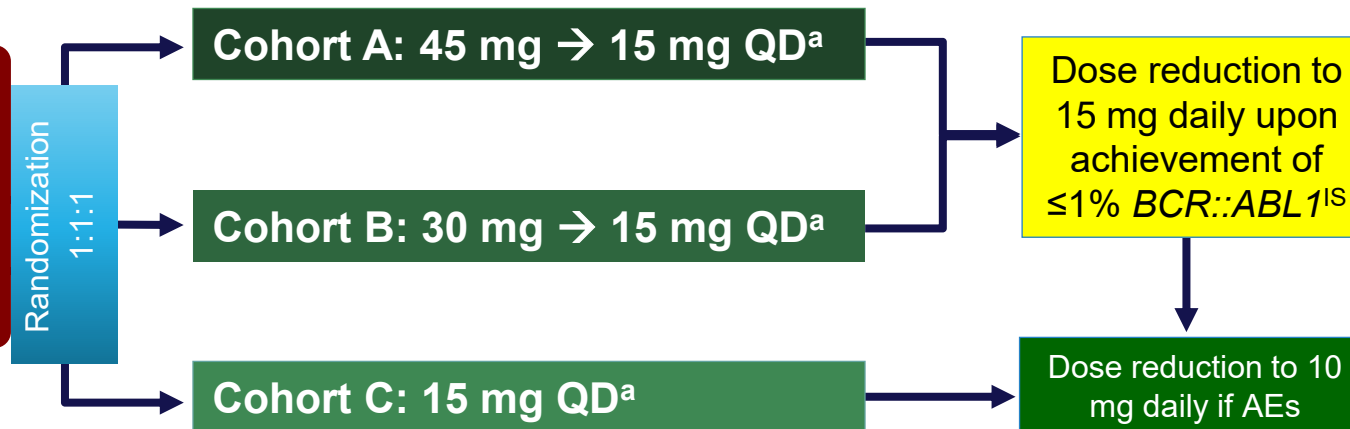 Randomization
1:1:1
Cohort A: 45 mg → 15 mg QDᵃ
Cohort B: 30 mg → 15 mg QDᵃ
Cohort C: 15 mg QDᵃ
Dose reduction to
15 mg daily upon
achievement of
≤1% BCR::ABL1ᴵˢ
Dose reduction to 10
mg daily if AEs